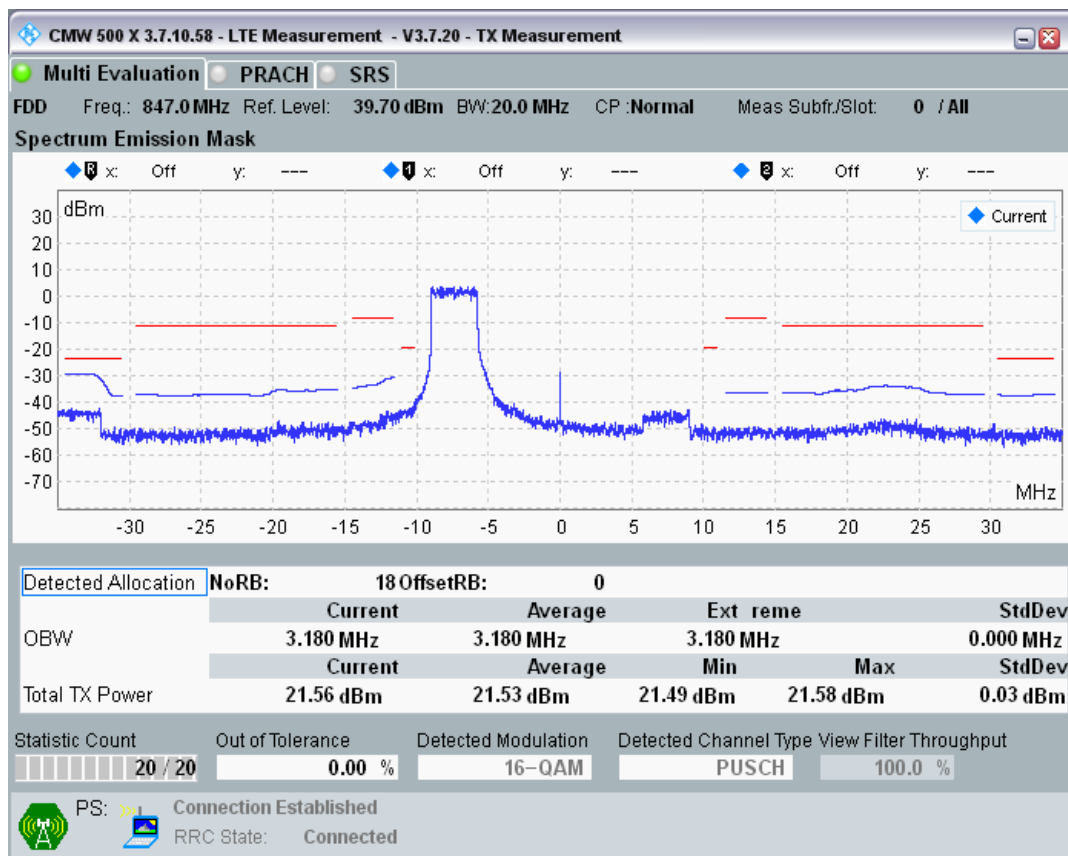 CMW 500 X 3.7.10.58 - LTE Measurement - V3.7.20 - TX Measurement
Multi Evaluation PRACH SRS
FDD Freq.: 847.0 MHz Ref. Level: 39.70 dBm BW:20.0 MHz CP :Normal Meas Subfr./Slot: 0 / All
Spectrum Emission Mask
R x: Off y: --- 1 x: Off y: --- 2 x: Off y: ---
dBm
Current
30
20
10
0
-10
-20
-30
-40
-50
-60
-70
MHz
-30 -25 -20 -15 -10 -5 0 5 10 15 20 25 30
Detected Allocation NoRB: 18 OffsetRB: 0
Current Average Ext reme StdDev
OBW 3.180 MHz 3.180 MHz 3.180 MHz 0.000 MHz
Current Average Min Max StdDev
Total TX Power 21.56 dBm 21.53 dBm 21.49 dBm 21.58 dBm 0.03 dBm
Statistic Count Out of Tolerance Detected Modulation Detected Channel Type View Filter Throughput
20 / 20 0.00 % 16-QAM PUSCH 100.0 %
PS: Connection Established
RRC State: Connected